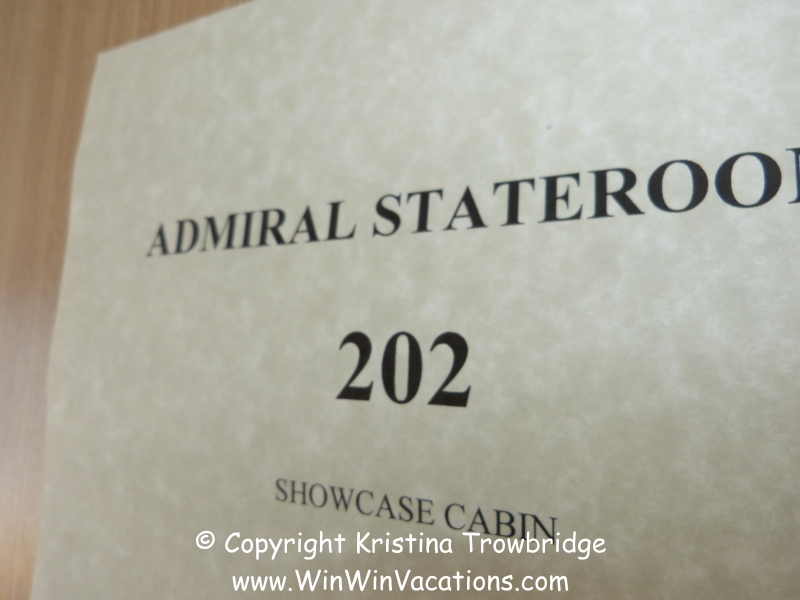 ADMIRAL STATEROO
202
SHOWCASE CABIN
© Copyright Kristina Trowbridge
www.WinWinVacations.com